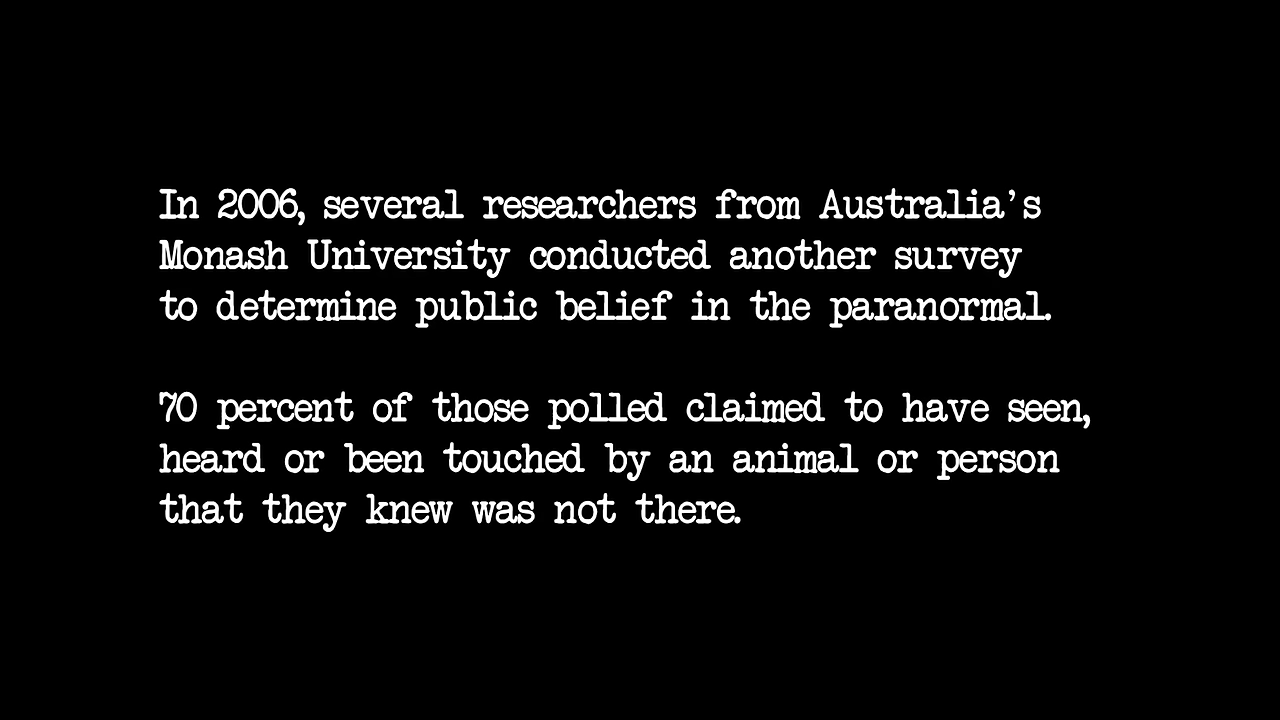 In 2006, several researchers from Australia's
Monash University conducted another survey
to determine public belief in the paranormal.
70 percent of those polled claimed to have seen,
heard or been touched by an animal or person
that they knew was not there.